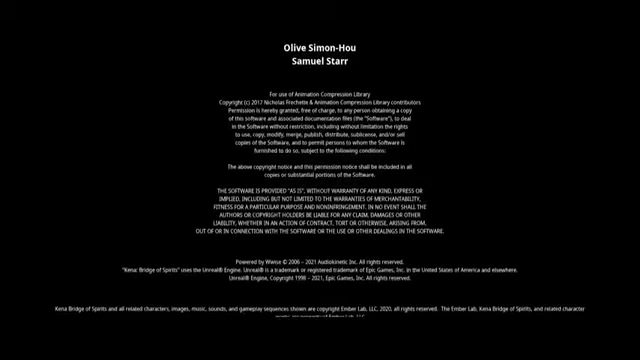 Olive Simon-Hou
Samuel Starr
For use of Animation Compression Library
Copyright (c) 2017 Nicholas Frechette & Animation Compression Library contributors
Permission is hereby granted, free of charge, to any person obtaining a copy
of this software and associated documentation files (the "Software"), to deal
in the Software without restriction, including without limitation the rights
to use, copy, modify, merge, publish, distribute, sublicense, and/or sell
copies of the Software, and to permit persons to whom the Software is
furnished to do so, subject to the following conditions:
The above copyright notice and this permission notice shall be included in all
copies or substantial portions of the Software.
THE SOFTWARE IS PROVIDED "AS IS", WITHOUT WARRANTY OF ANY KIND, EXPRESS OR
IMPLIED, INCLUDING BUT NOT LIMITED TO THE WARRANTIES OF MERCHANTABILITY,
FITNESS FOR A PARTICULAR PURPOSE AND NONINFRINGEMENT. IN NO EVENT SHALL THE
AUTHORS OR COPYRIGHT HOLDERS BE LIABLE FOR ANY CLAIM, DAMAGES OR OTHER
LIABILITY, WHETHER IN AN ACTION OF CONTRACT, TORT OR OTHERWISE, ARISING FROM,
OUT OF OR IN CONNECTION WITH THE SOFTWARE OR THE USE OR OTHER DEALINGS IN THE SOFTWARE.
Powered by Wwise © 2006 – 2021 Audiokinetic Inc. All rights reserved.
"Kena: Bridge of Spirits" uses the Unreal® Engine. Unreal® is a trademark or registered trademark of Epic Games, Inc. in the United States of America and elsewhere.
Unreal® Engine, Copyright 1998 – 2021, Epic Games, Inc. All rights reserved.
Kena Bridge of Spirits and all related characters, images, music, sounds, and gameplay sequences shown are copyright Ember Lab, LLC, 2020, all rights reserved. The Ember Lab, Kena Bridge of Spirits, and related character